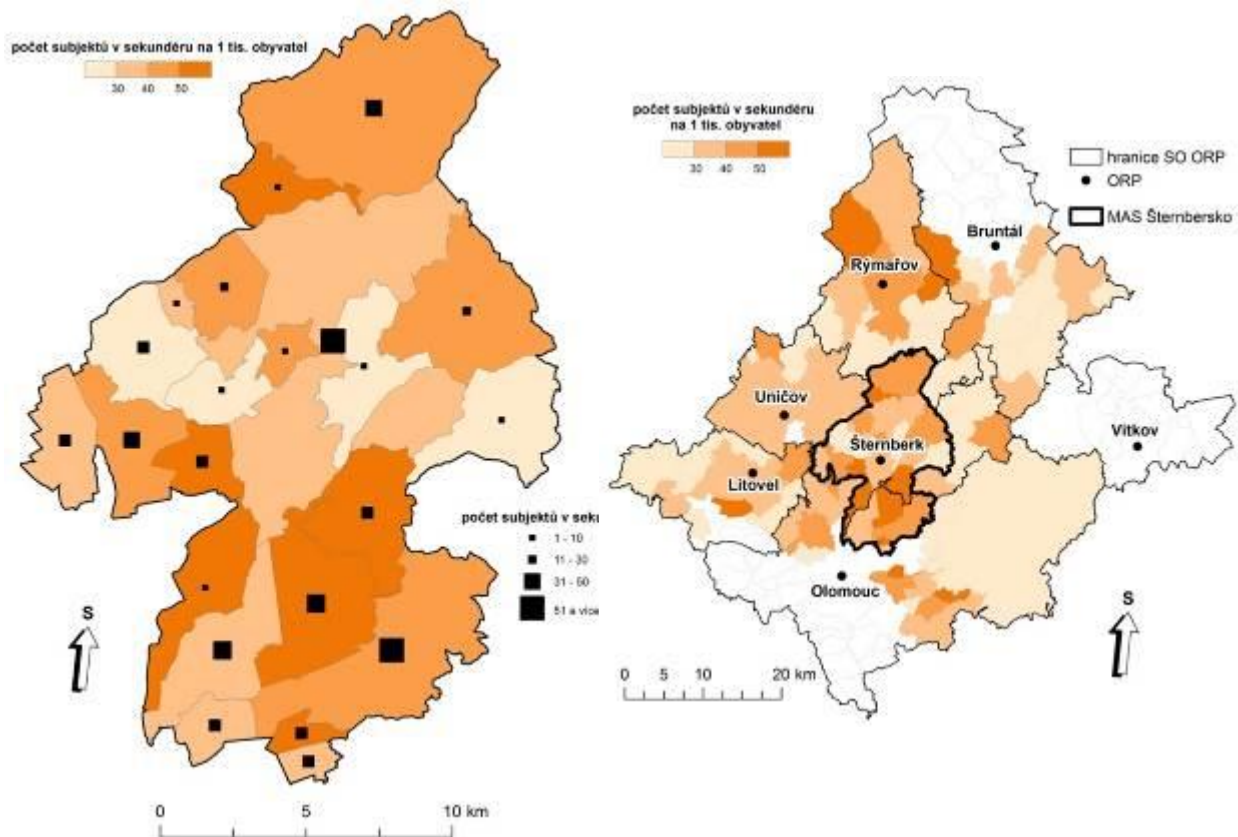 počet subjektů v sekundéru na 1 tis. obyvatel
30 40 50
počet subjektů v seku
1 - 10
11 - 30
31 - 50
51 a více
S
0 5 10 km
počet subjektů v sekundéru
na 1 tis. obyvatel
30 40 50
hranice SO ORP
ORP
MAS Šternbersko
Bruntál
Rýmařov
Uničov
Šternberk
Vítkov
Litovel
Olomouc
S
0 5 10 20 km